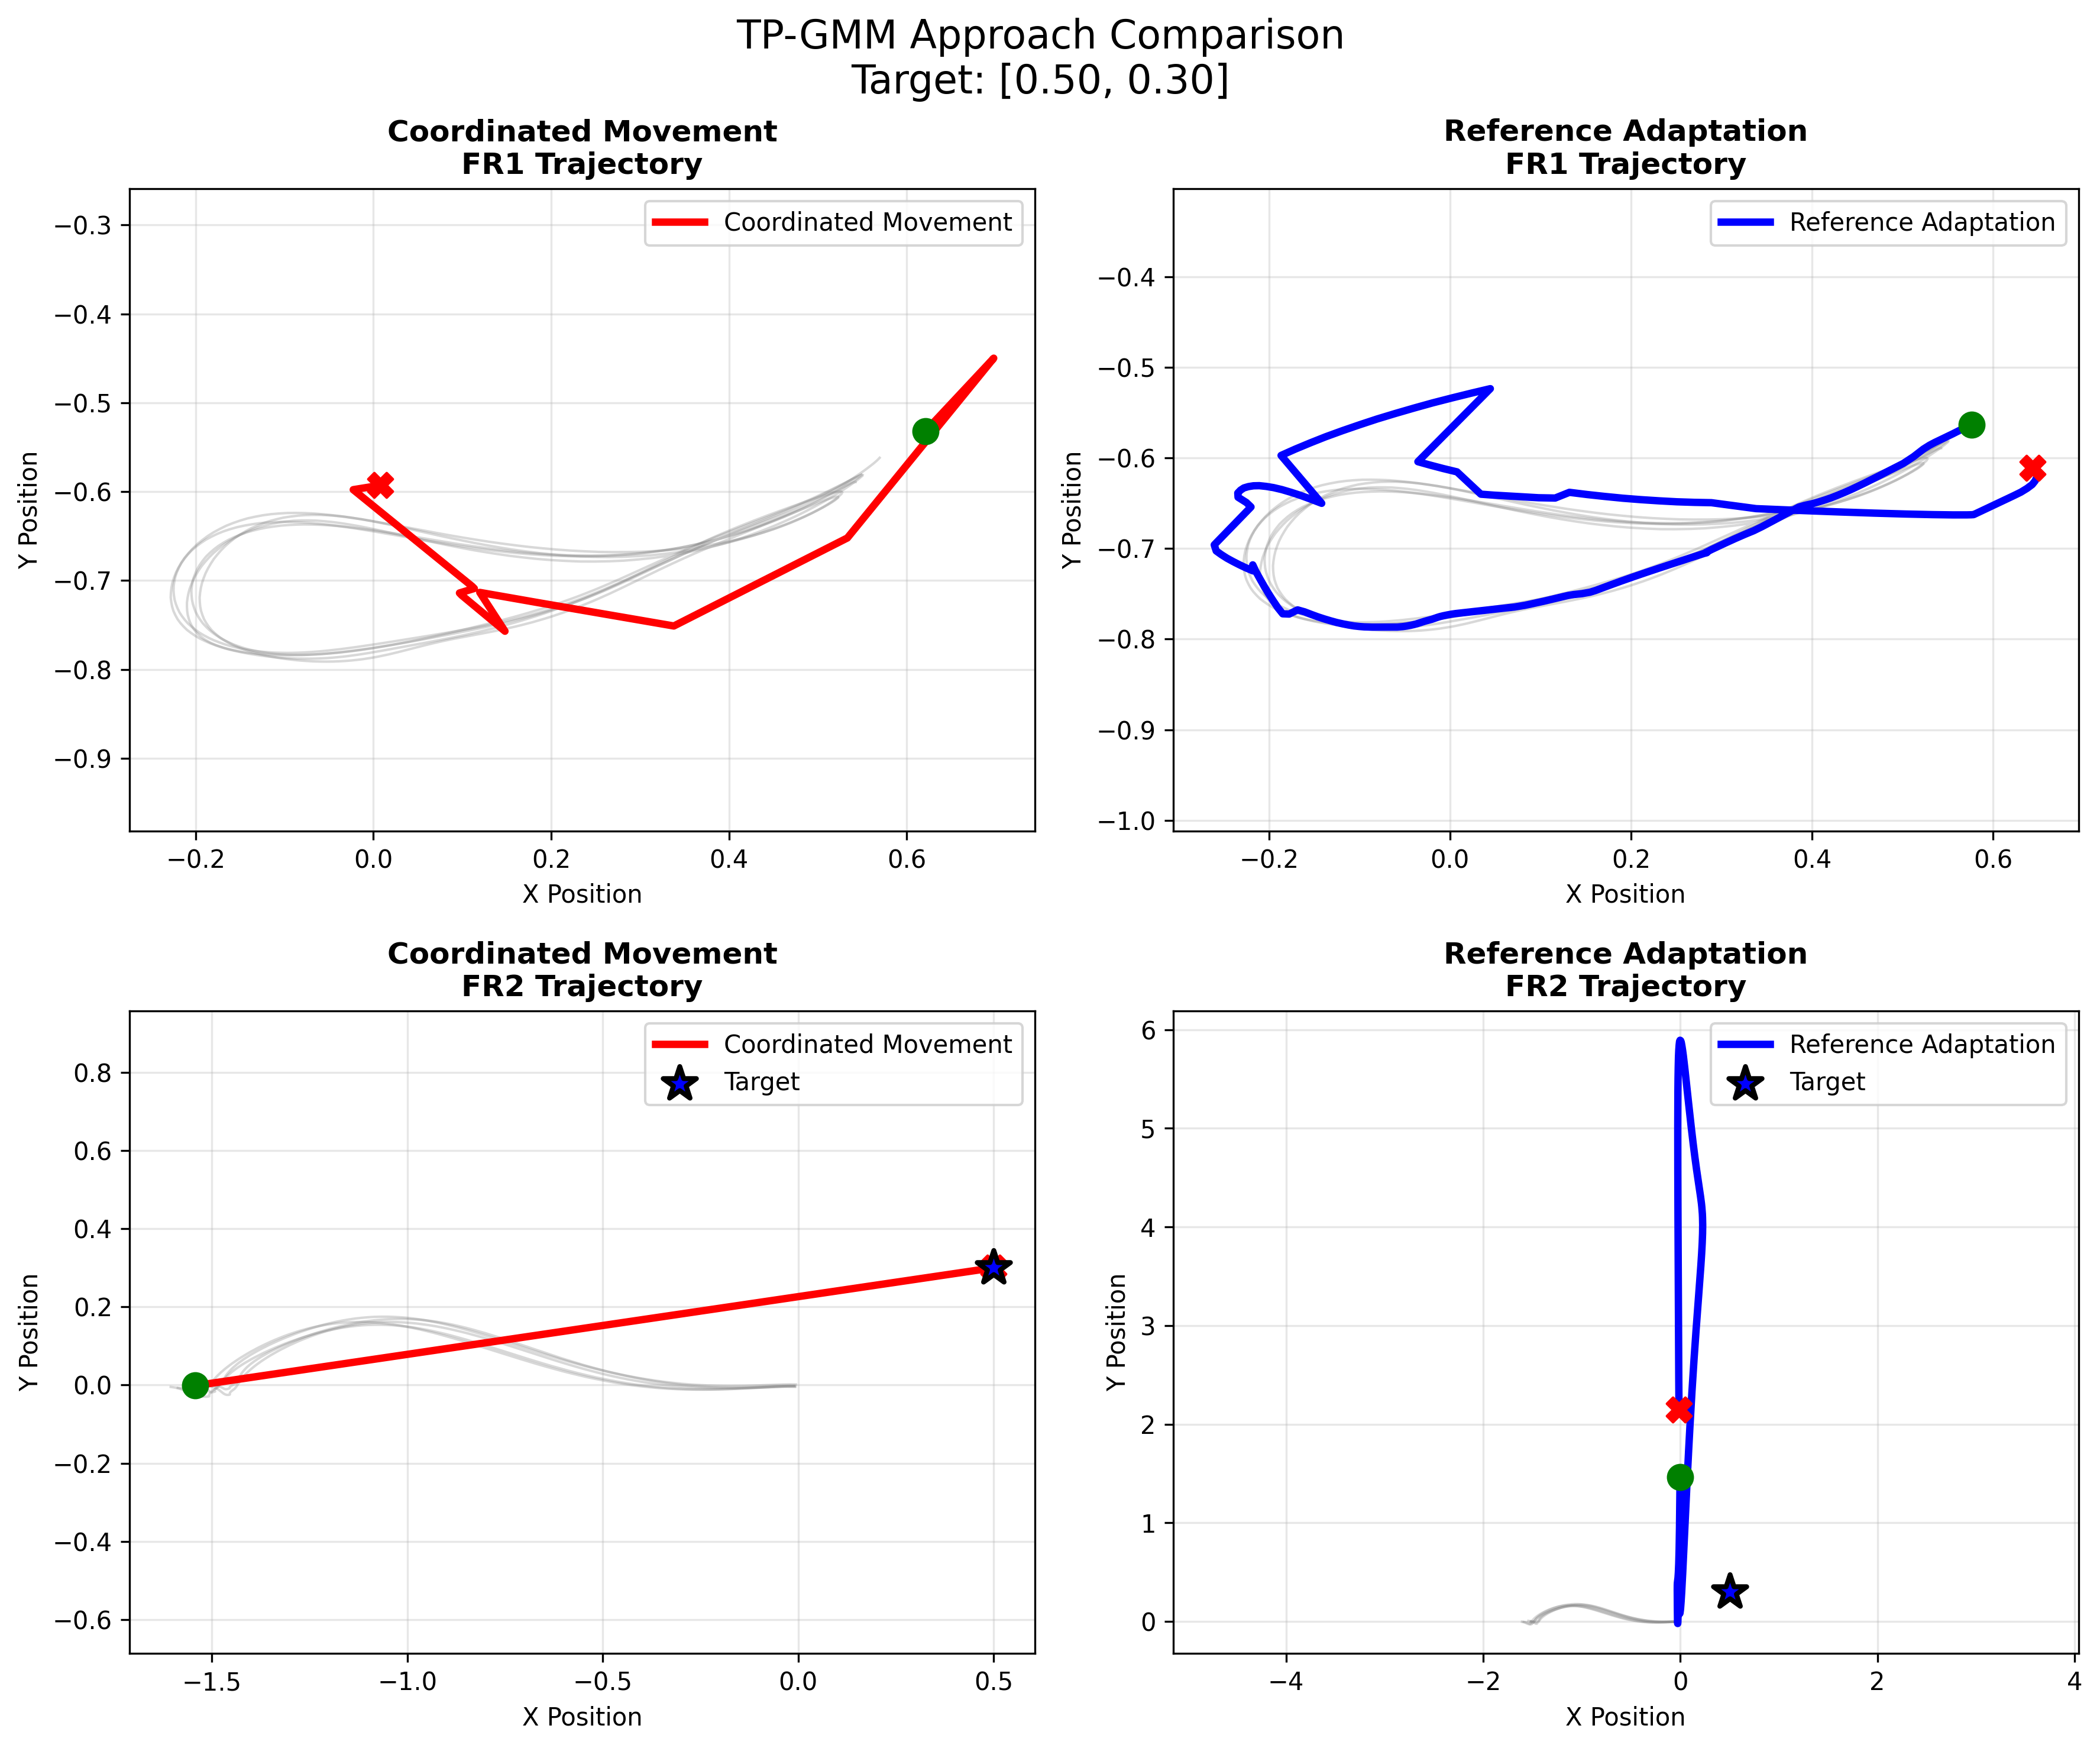 TP-GMM Approach Comparison
Target: [0.50, 0.30]
Coordinated Movement
FR1 Trajectory
Coordinated Movement
−0.3
−0.4
−0.5
−0.6
−0.7
−0.8
−0.9
Y Position
−0.2
0.0
0.2
0.4
0.6
X Position
Reference Adaptation
FR1 Trajectory
Reference Adaptation
−0.4
−0.5
−0.6
−0.7
−0.8
−0.9
−1.0
Y Position
−0.2
0.0
0.2
0.4
0.6
X Position
Coordinated Movement
FR2 Trajectory
Coordinated Movement
Target
0.8
0.6
0.4
0.2
0.0
−0.2
−0.4
−0.6
Y Position
−1.5
−1.0
−0.5
0.0
0.5
X Position
Reference Adaptation
FR2 Trajectory
Reference Adaptation
Target
6
5
4
3
2
1
0
Y Position
−4
−2
0
2
4
X Position